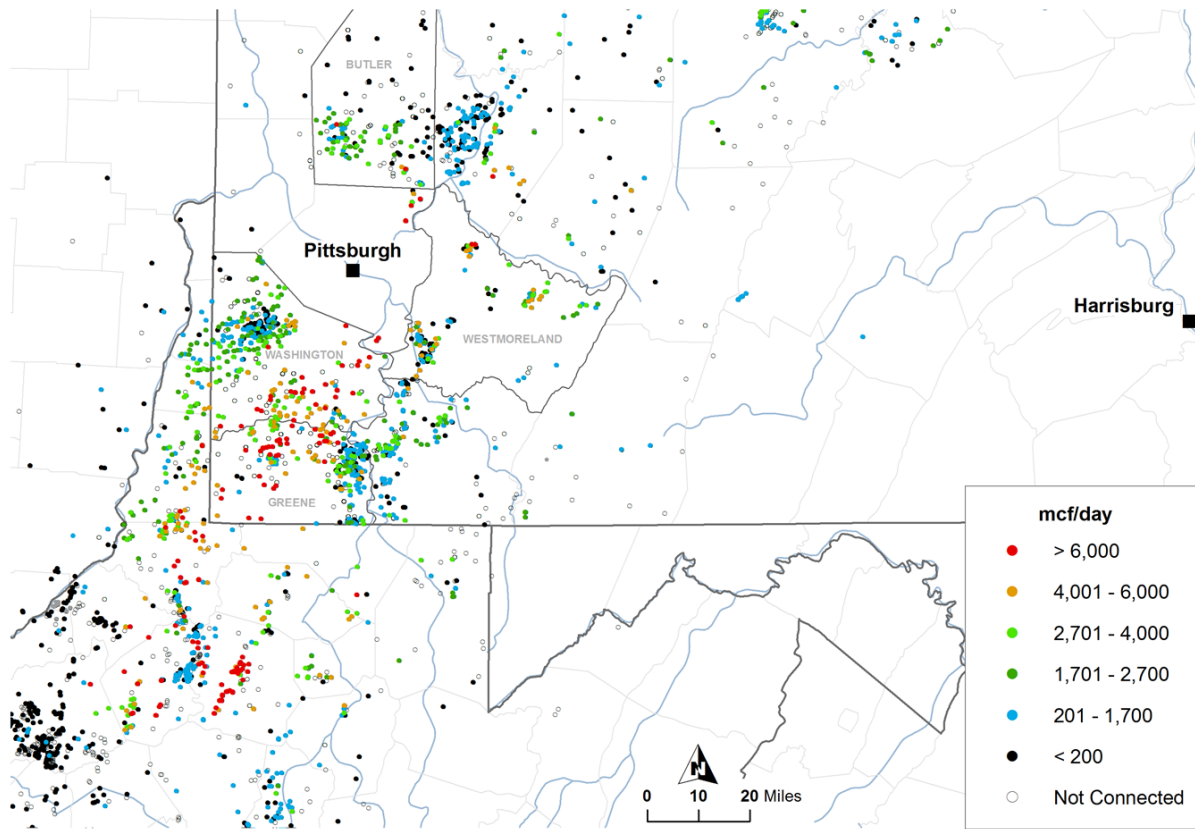 BUTLER
Pittsburgh
Harrisburg
WESTMORELAND
WASHINGTON
GREENE
mcf/day
> 6,000
4,001 - 6,000
2,701 - 4,000
1,701 - 2,700
201 - 1,700
< 200
Not Connected
N
0 10 20 Miles